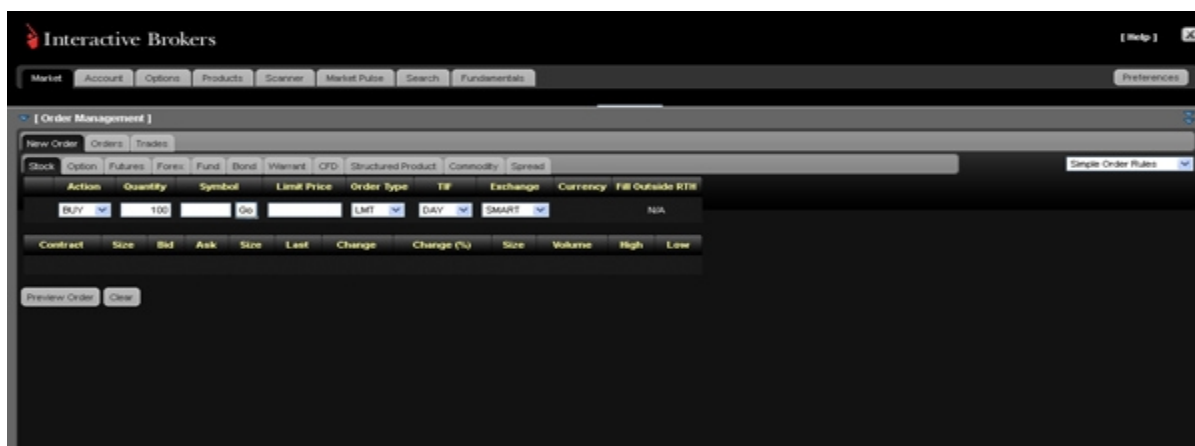 Interactive Brokers
[ Help ]
Market Account Options Products Scanner Market Pulse Search Fundamentals Preferences
[ Order Management ]
New Order Orders Trades
Stock Option Futures Forex Fund Bond Warrant CFD Structured Product Commodity Spread Simple Order Rules
Action Quantity Symbol Limit Price Order Type TIF Exchange Currency Fill Outside RTH
BUY 100 Go LMT DAY SMART N/A
Contract Size Bid Ask Size Last Change Change (%) Size Volume High Low
Preview Order Clear